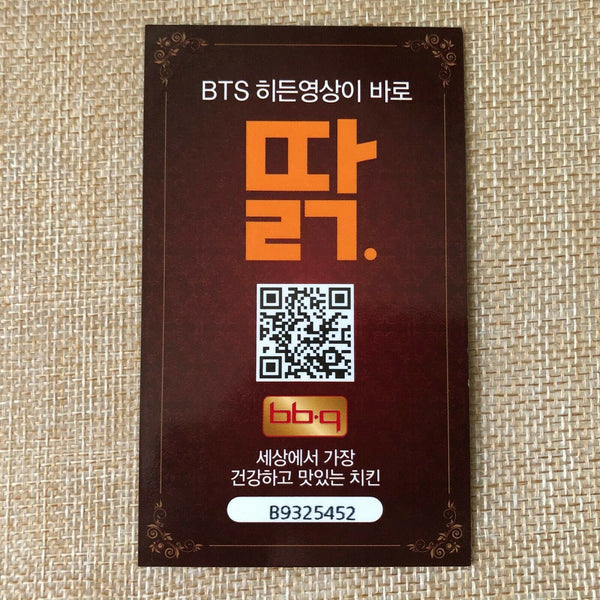 BTS 히든영상이 바로
딹.
bb·q
세상에서 가장
건강하고 맛있는 치킨
B9325452